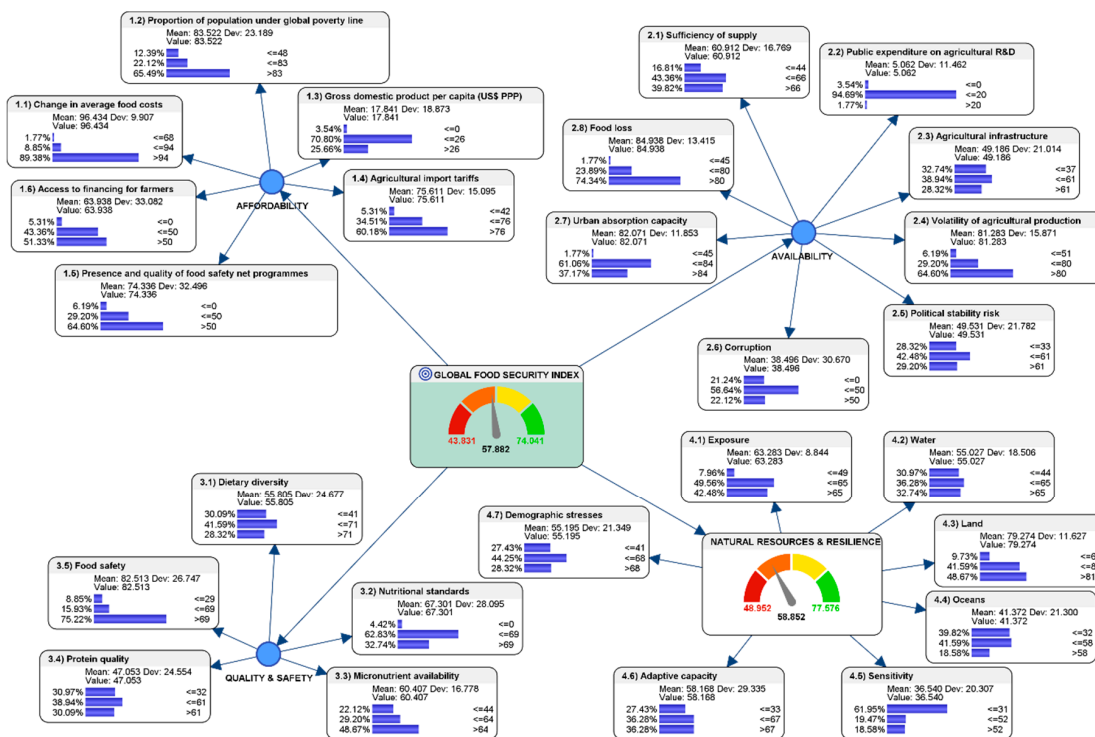 1.2) Proportion of population under global poverty line
Mean: 83.522 Dev: 23.189
Value: 83.522
12.39% <=48
22.12% <=83
65.49% >83
1.1) Change in average food costs
Mean: 96.434 Dev: 9.907
Value: 96.434
1.77% <=68
8.85% <=94
89.38% >94
1.3) Gross domestic product per capita (US$ PPP)
Mean: 17.841 Dev: 18.873
Value: 17.841
3.54% <=0
70.80% <=26
25.66% >26
1.6) Access to financing for farmers
Mean: 63.938 Dev: 33.082
Value: 63.938
5.31% <=0
43.36% <=50
51.33% >50
AFFORDABILITY
1.4) Agricultural import tariffs
Mean: 75.611 Dev: 15.095
Value: 75.611
5.31% <=42
34.51% <=76
60.18% >76
1.5) Presence and quality of food safety net programmes
Mean: 74.336 Dev: 32.496
Value: 74.336
6.19% <=0
29.20% <=50
64.60% >50
2.1) Sufficiency of supply
Mean: 60.912 Dev: 16.769
Value: 60.912
16.81% <=44
43.36% <=66
39.82% >66
2.2) Public expenditure on agricultural R&D
Mean: 5.062 Dev: 11.462
Value: 5.062
3.54% <=0
94.69% <=20
1.77% >20
2.8) Food loss
Mean: 84.938 Dev: 13.415
Value: 84.938
1.77% <=45
23.89% <=80
74.34% >80
2.3) Agricultural infrastructure
Mean: 49.186 Dev: 21.014
Value: 49.186
32.74% <=37
38.94% <=61
28.32% >61
2.7) Urban absorption capacity
Mean: 82.071 Dev: 11.853
Value: 82.071
1.77% <=45
61.06% <=84
37.17% >84
AVAILABILITY
2.4) Volatility of agricultural production
Mean: 81.283 Dev: 15.871
Value: 81.283
6.19% <=51
29.20% <=80
64.60% >80
2.5) Political stability risk
Mean: 49.531 Dev: 21.782
Value: 49.531
28.32% <=33
42.48% <=61
29.20% >61
2.6) Corruption
Mean: 38.496 Dev: 30.670
Value: 38.496
21.24% <=0
56.64% <=50
22.12% >50
GLOBAL FOOD SECURITY INDEX
43.831 74.041
57.882
3.1) Dietary diversity
Mean: 55.805 Dev: 24.677
Value: 55.805
30.09% <=41
41.59% <=71
28.32% >71
3.5) Food safety
Mean: 82.513 Dev: 26.747
Value: 82.513
8.85% <=29
15.93% <=69
75.22% >69
3.2) Nutritional standards
Mean: 67.301 Dev: 28.095
Value: 67.301
4.42% <=0
62.83% <=69
32.74% >69
3.4) Protein quality
Mean: 47.053 Dev: 24.554
Value: 47.053
30.97% <=32
38.94% <=61
30.09% >61
QUALITY & SAFETY
3.3) Micronutrient availability
Mean: 60.407 Dev: 16.778
Value: 60.407
22.12% <=44
29.20% <=64
48.67% >64
4.1) Exposure
Mean: 63.283 Dev: 8.844
Value: 63.283
7.96% <=49
49.56% <=65
42.48% >65
4.2) Water
Mean: 55.027 Dev: 18.506
Value: 55.027
30.97% <=44
36.28% <=65
32.74% >65
4.7) Demographic stresses
Mean: 55.195 Dev: 21.349
Value: 55.195
27.43% <=41
44.25% <=68
28.32% >68
NATURAL RESOURCES & RESILIENCE
48.952 77.576
58.852
4.3) Land
Mean: 79.274 Dev: 11.627
Value: 79.274
9.73% <=6
41.59% <=8
48.67% >81
4.4) Oceans
Mean: 41.372 Dev: 21.300
Value: 41.372
39.82% <=32
41.59% <=58
18.58% >58
4.6) Adaptive capacity
Mean: 58.168 Dev: 29.335
Value: 58.168
27.43% <=33
36.28% <=67
36.28% >67
4.5) Sensitivity
Mean: 36.540 Dev: 20.307
Value: 36.540
61.95% <=31
19.47% <=52
18.58% >52